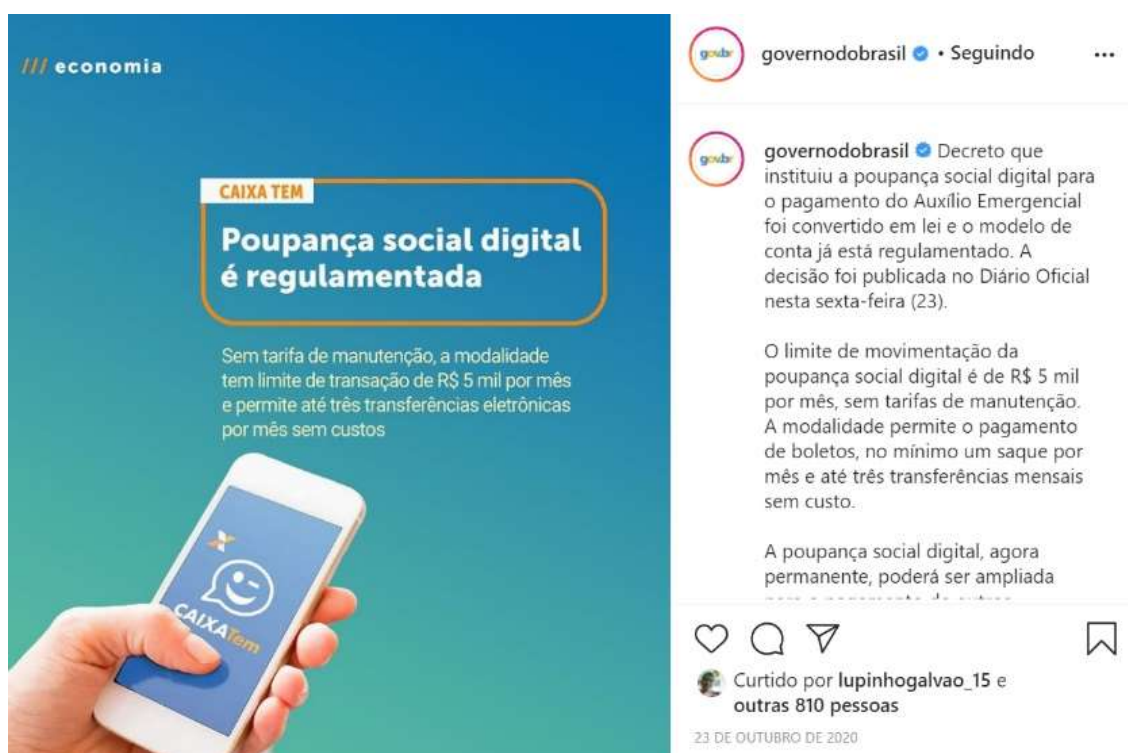 /// economia
CAIXA TEM
Poupança social digital
é regulamentada
Sem tarifa de manutenção, a modalidade
tem limite de transação de R$ 5 mil por mês
e permite até três transferências eletrônicas
por mês sem custos
X
CAIXATem
gov.br
governodobrasil • Seguindo
gov.br
governodobrasil Decreto que
instituiu a poupança social digital para
o pagamento do Auxílio Emergencial
foi convertido em lei e o modelo de
conta já está regulamentado. A
decisão foi publicada no Diário Oficial
nesta sexta-feira (23).
O limite de movimentação da
poupança social digital é de R$ 5 mil
por mês, sem tarifas de manutenção.
A modalidade permite o pagamento
de boletos, no mínimo um saque por
mês e até três transferências mensais
sem custo.
A poupança social digital, agora
permanente, poderá ser ampliada
Curtido por lupinhogalvao_15 e
outras 810 pessoas
23 DE OUTUBRO DE 2020